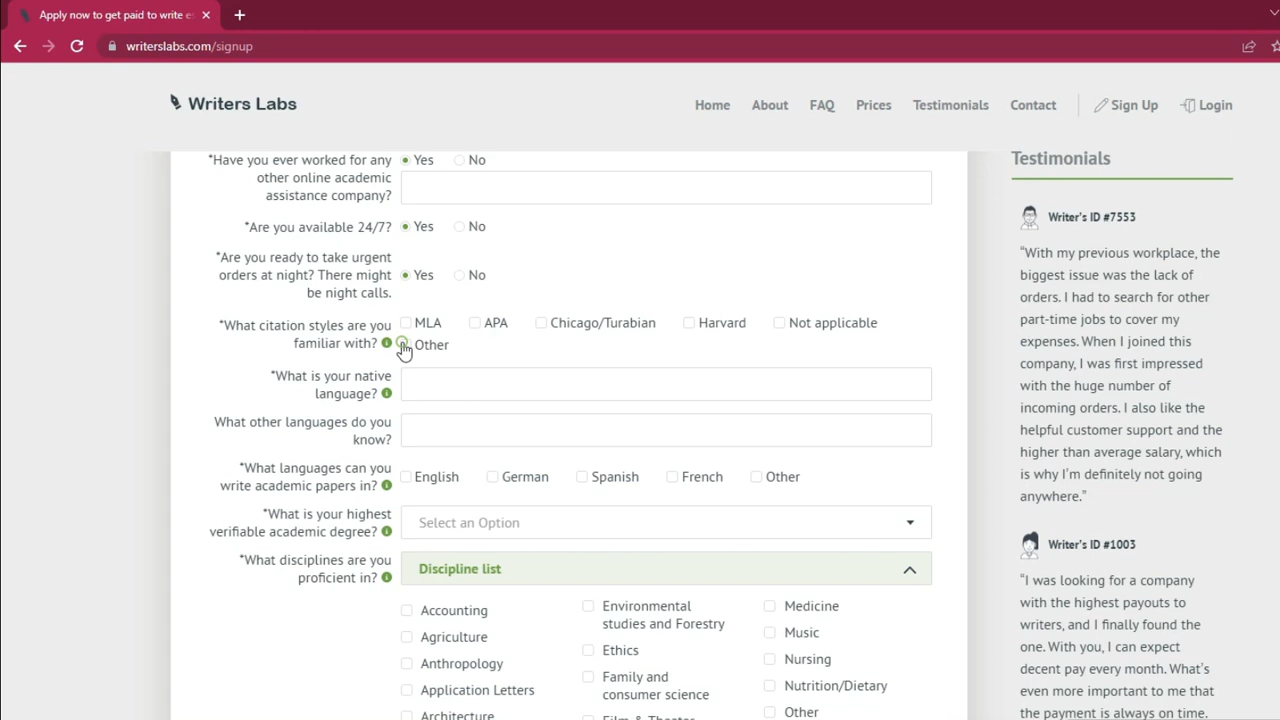 Apply now to get paid to write e
writerslabs.com/signup
Writers Labs
Home About FAQ Prices Testimonials Contact Sign Up Login
*Have you ever worked for any
other online academic
assistance company?
Yes No
*Are you available 24/7?
Yes No
*Are you ready to take urgent
orders at night? There might
be night calls.
Yes No
*What citation styles are you
familiar with?
MLA APA Chicago/Turabian Harvard Not applicable
Other
*What is your native
language?
What other languages do you
know?
*What languages can you
write academic papers in?
English German Spanish French Other
*What is your highest
verifiable academic degree?
Select an Option
*What disciplines are you
proficient in?
Discipline list
Accounting
Agriculture
Anthropology
Application Letters
Architecture
Environmental
studies and Forestry
Ethics
Family and
consumer science
Film & Theater
Medicine
Music
Nursing
Nutrition/Dietary
Other
Testimonials
Writer's ID #7553
“With my previous workplace, the
biggest issue was the lack of
orders. I had to search for other
part-time jobs to cover my
expenses. When I joined this
company, I was first impressed
with the huge number of
incoming orders. I also like the
helpful customer support and the
higher than average salary, which
is why I’m definitely not going
anywhere.”
Writer's ID #1003
“I was looking for a company
with the highest payouts to
writers, and I finally found the
one. With you, I can expect
decent pay every month. What’s
even more important to me that
the payment is always on time.